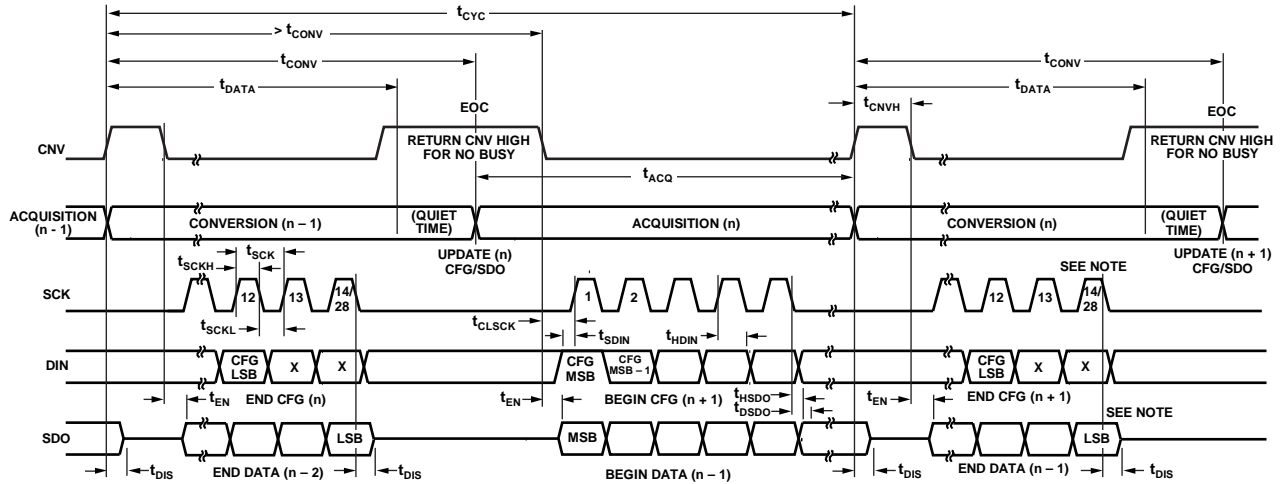 tCYC
> tCONV
tCONV
tCONV
tDATA
tDATA
tCNVH
EOC
EOC
CNV
RETURN CNV HIGH
FOR NO BUSY
RETURN CNV HIGH
FOR NO BUSY
tACQ
ACQUISITION
(n - 1)
CONVERSION (n – 1)
(QUIET
TIME)
ACQUISITION (n)
CONVERSION (n)
(QUIET
TIME)
UPDATE (n)
CFG/SDO
UPDATE (n + 1)
CFG/SDO
tSCK
tSCKH
SEE NOTE
SCK
12
13
14/
28
1
2
12
13
14/
28
tSCKL
tCLSCK
tSDIN
tHDIN
DIN
CFG
LSB
X
X
CFG
MSB
CFG
MSB – 1
CFG
LSB
X
X
tEN
END CFG (n)
tEN
BEGIN CFG (n + 1)
tHSDO
tDSDO
tEN
END CFG (n + 1)
SEE NOTE
SDO
LSB
MSB
LSB
tDIS
END DATA (n – 2)
tDIS
BEGIN DATA (n – 1)
tDIS
END DATA (n – 1)
tDIS